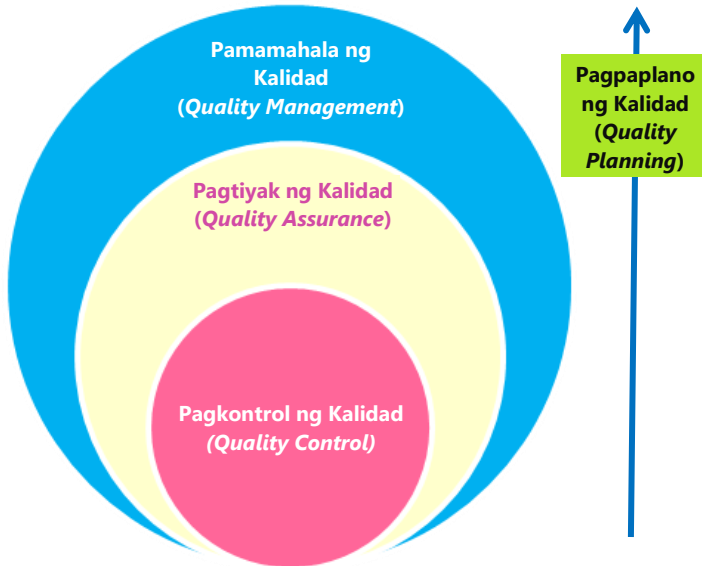 Pamamahala ng
Kalidad
(Quality Management)
Pagtiyak ng Kalidad
(Quality Assurance)
Pagkontrol ng Kalidad
(Quality Control)
Pagpaplano
ng Kalidad
(Quality
Planning)